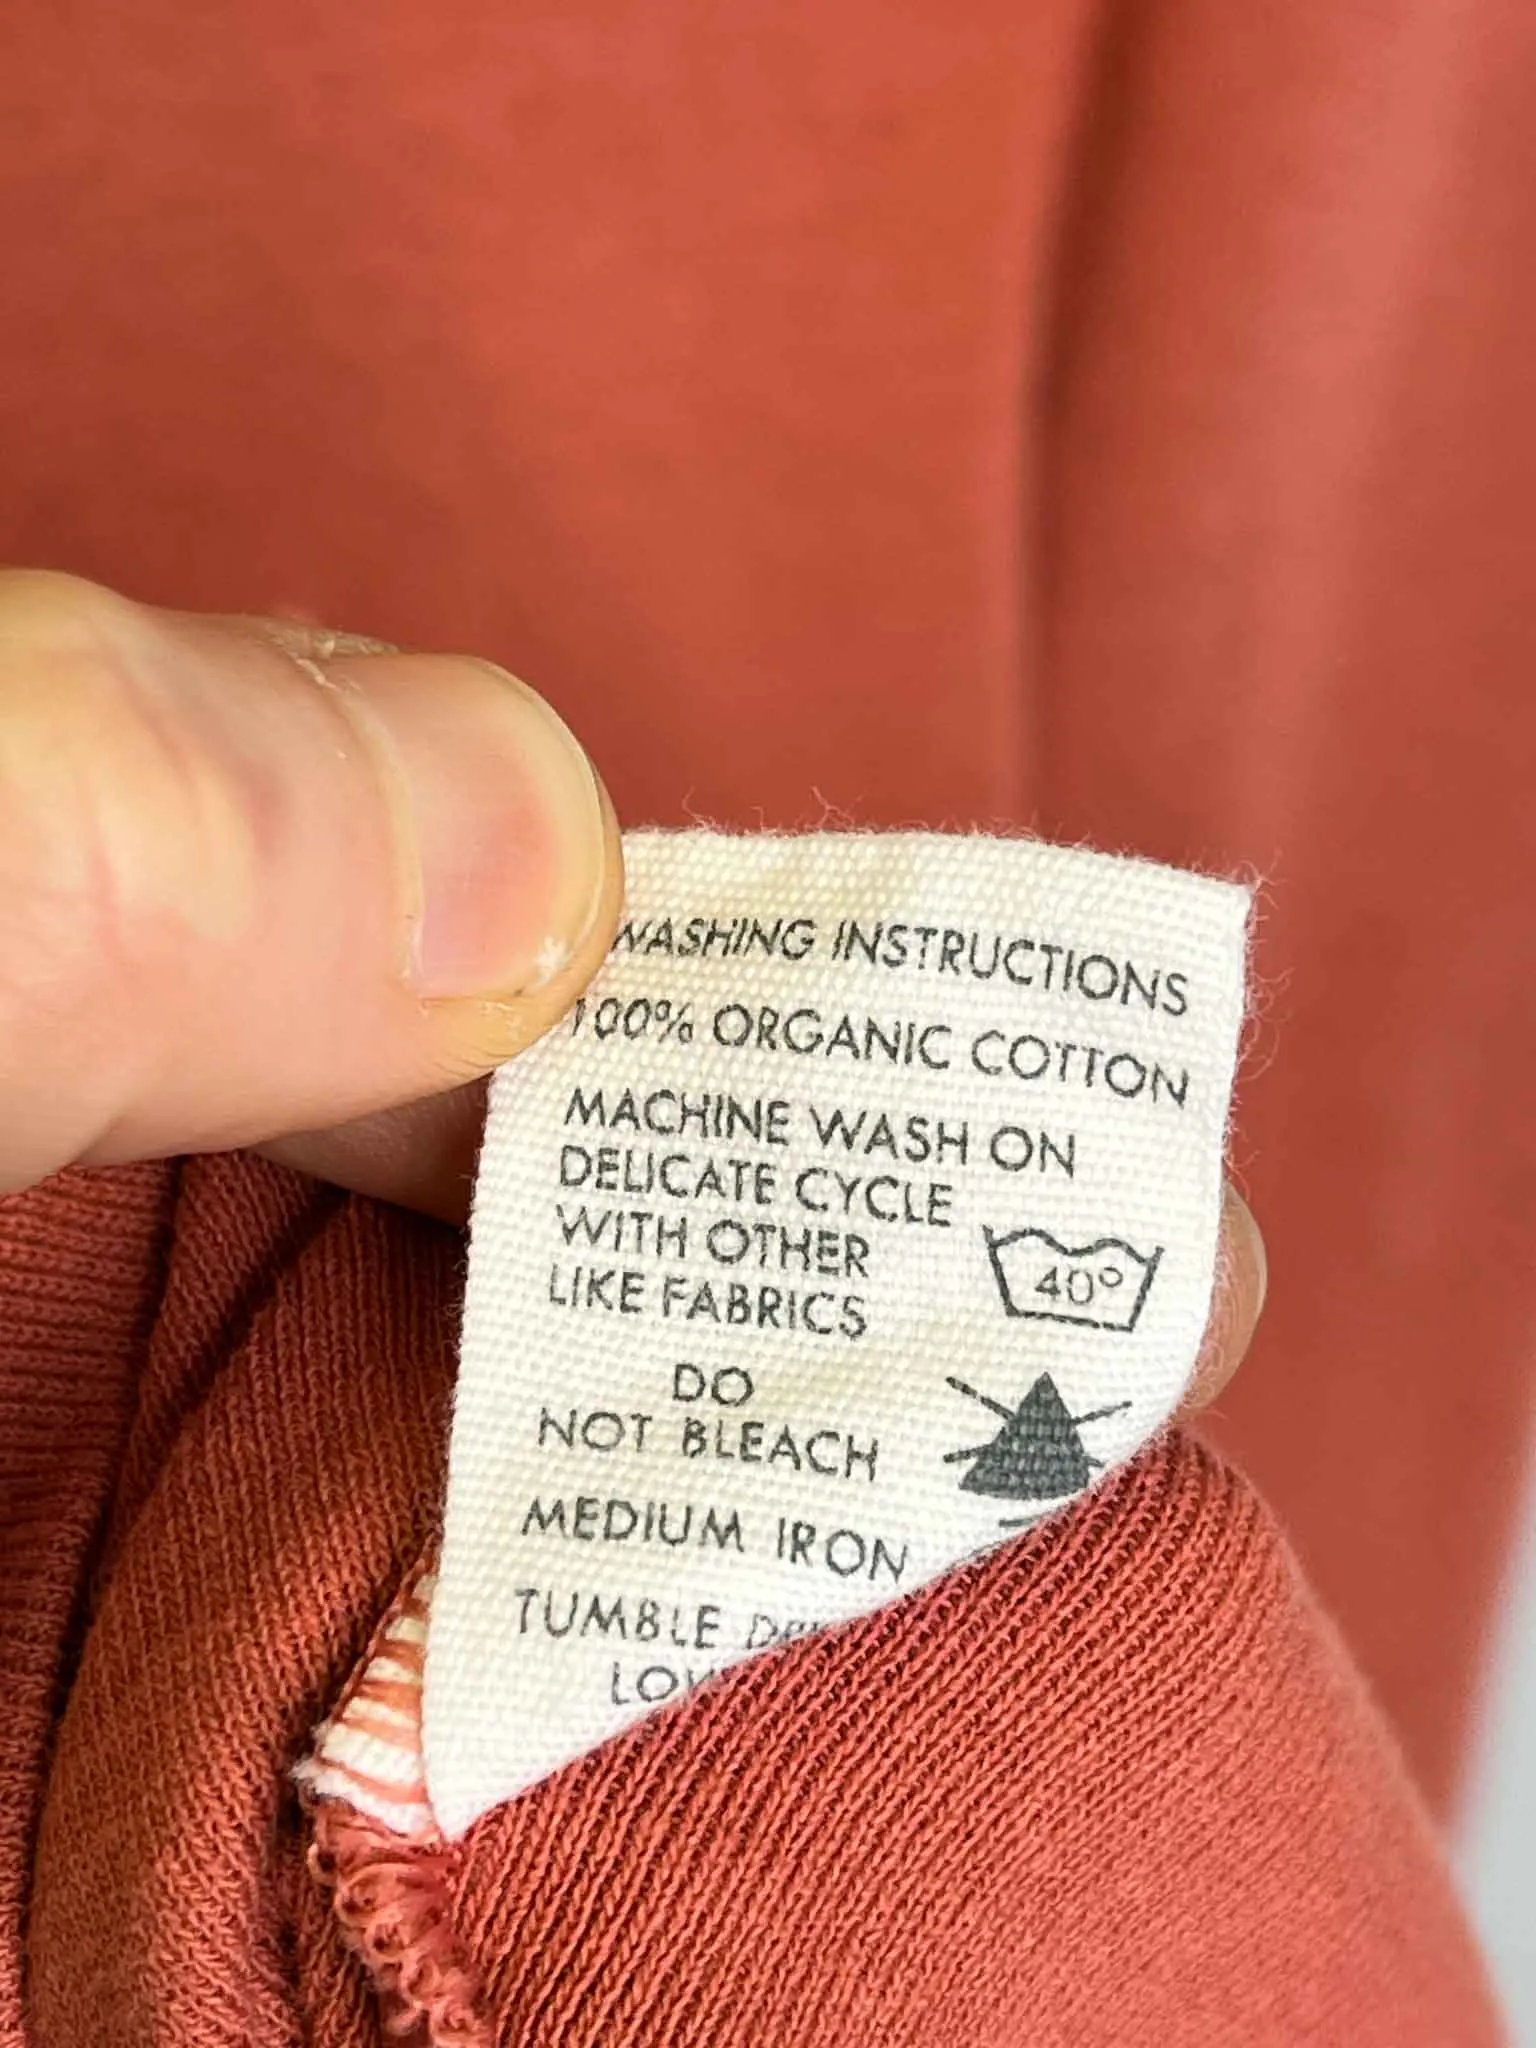 WASHING INSTRUCTIONS
100% ORGANIC COTTON
MACHINE WASH ON
DELICATE CYCLE
WITH OTHER
LIKE FABRICS
40°
DO
NOT BLEACH
MEDIUM IRON
TUMBLE